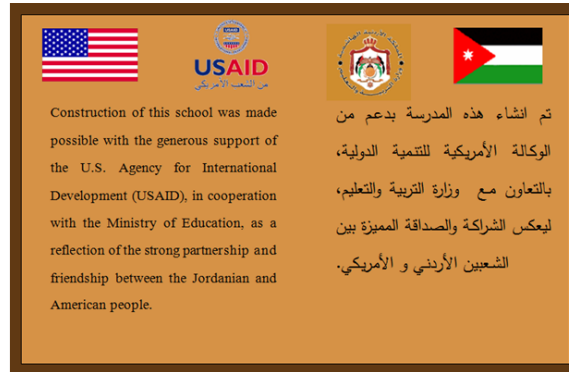 USAID
من الشعب الأمريكي
Construction of this school was made
possible with the generous support of
the U.S. Agency for International
Development (USAID), in cooperation
with the Ministry of Education, as a
reflection of the strong partnership and
friendship between the Jordanian and
American people.
تم انشاء هذه المدرسة بدعم من
الوكالة الأمريكية للتنمية الدولية،
بالتعاون مع وزارة التربية والتعليم،
ليعكس الشراكة والصداقة المميزة بين
الشعبين الأردني و الأمريكي.